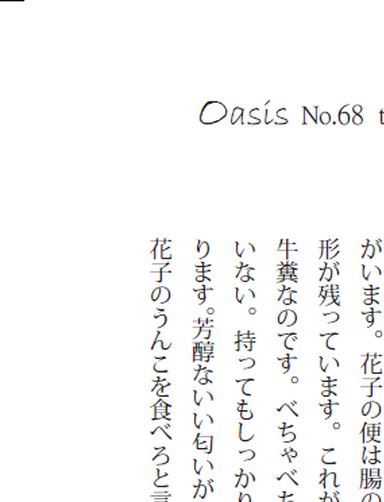 Oasis No.68 t
がいます。花子の便は腸の
形が残っています。これが
牛糞なのです。べちゃべち
いない。持ってもしっかり
ります。芳醇ないい匂いが
花子のうんこを食べろと言